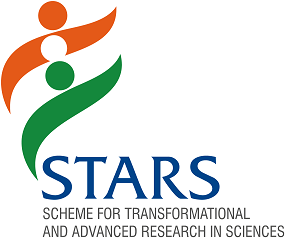 STARS
SCHEME FOR TRANSFORMATIONAL
AND ADVANCED RESEARCH IN SCIENCES